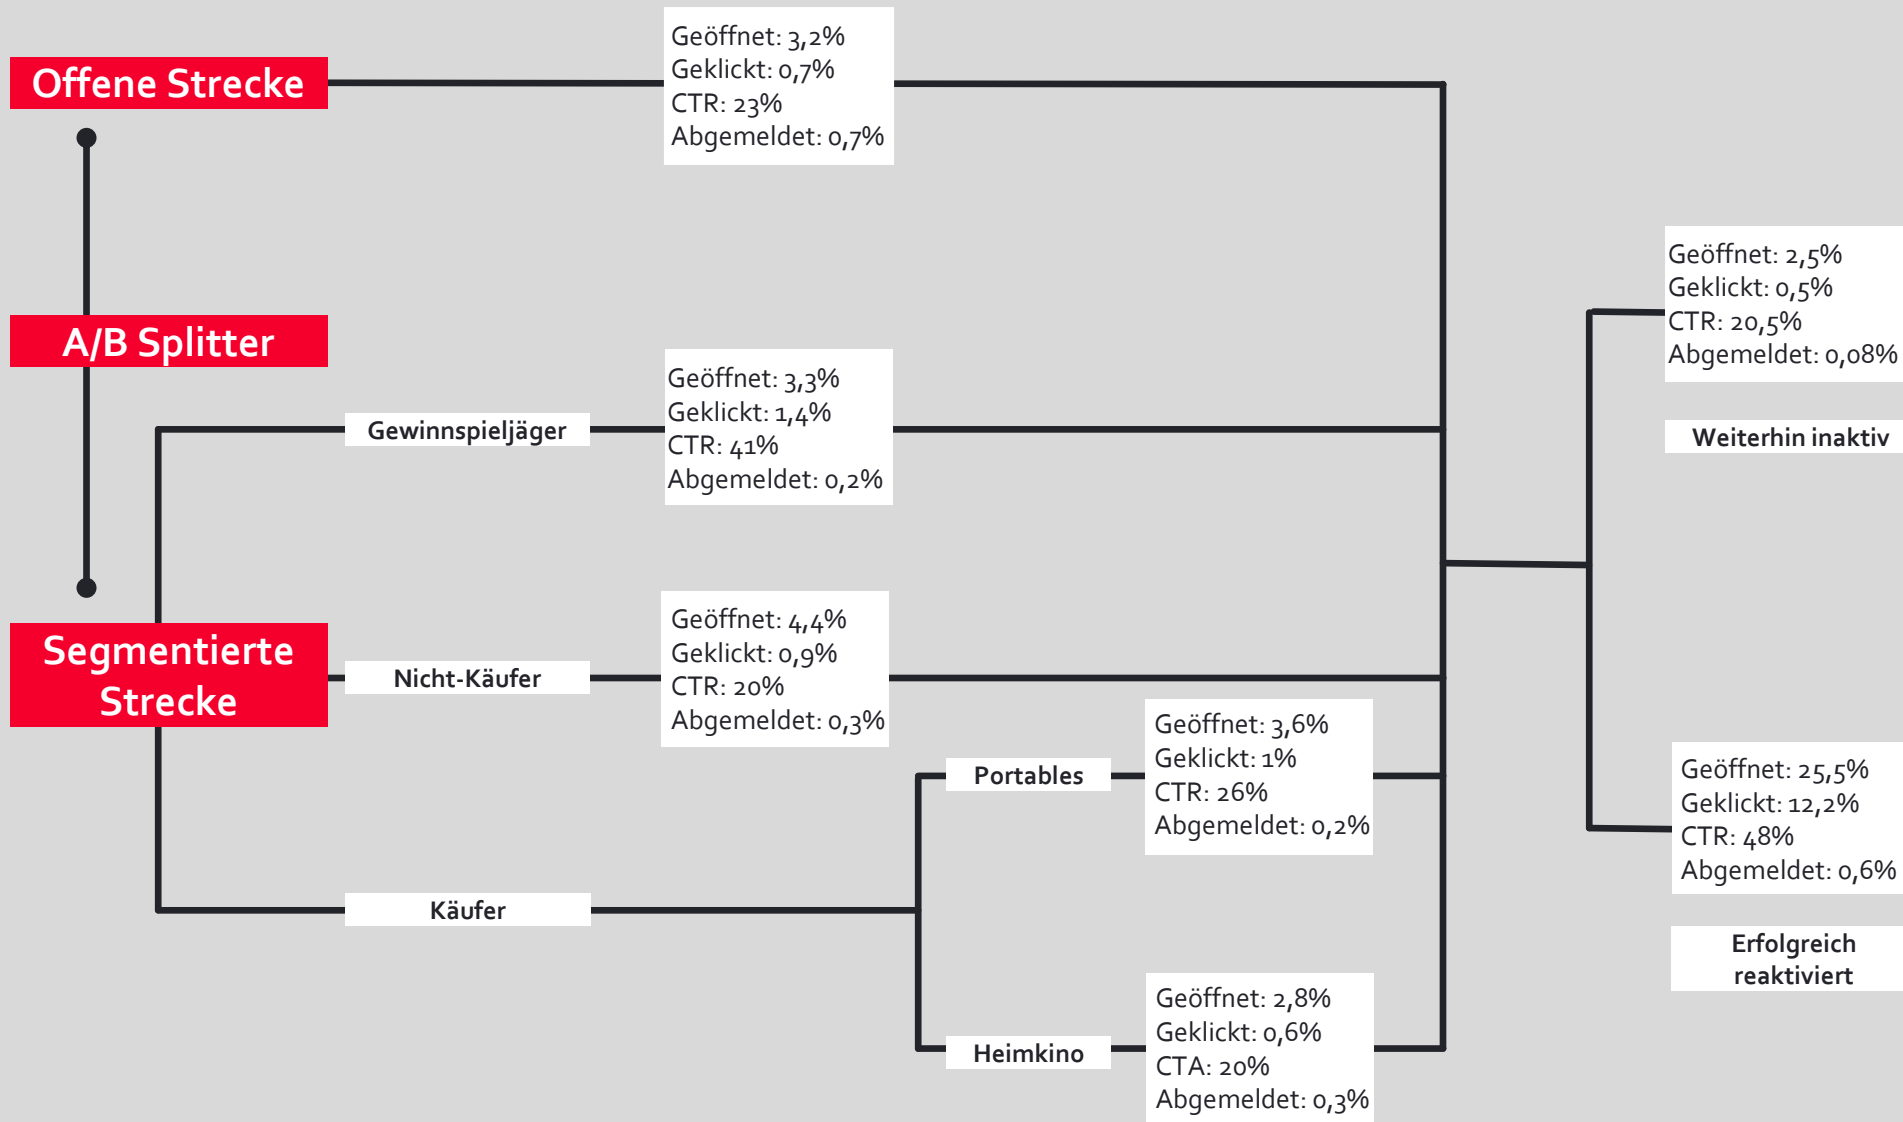 Offene Strecke
Geöffnet: 3,2%
Geklickt: 0,7%
CTR: 23%
Abgemeldet: 0,7%
A/B Splitter
Gewinnspieljäger
Geöffnet: 3,3%
Geklickt: 1,4%
CTR: 41%
Abgemeldet: 0,2%
Segmentierte
Strecke
Nicht-Käufer
Geöffnet: 4,4%
Geklickt: 0,9%
CTR: 20%
Abgemeldet: 0,3%
Käufer
Portables
Geöffnet: 3,6%
Geklickt: 1%
CTR: 26%
Abgemeldet: 0,2%
Heimkino
Geöffnet: 2,8%
Geklickt: 0,6%
CTA: 20%
Abgemeldet: 0,3%
Geöffnet: 2,5%
Geklickt: 0,5%
CTR: 20,5%
Abgemeldet: 0,08%
Weiterhin inaktiv
Geöffnet: 25,5%
Geklickt: 12,2%
CTR: 48%
Abgemeldet: 0,6%
Erfolgreich
reaktiviert